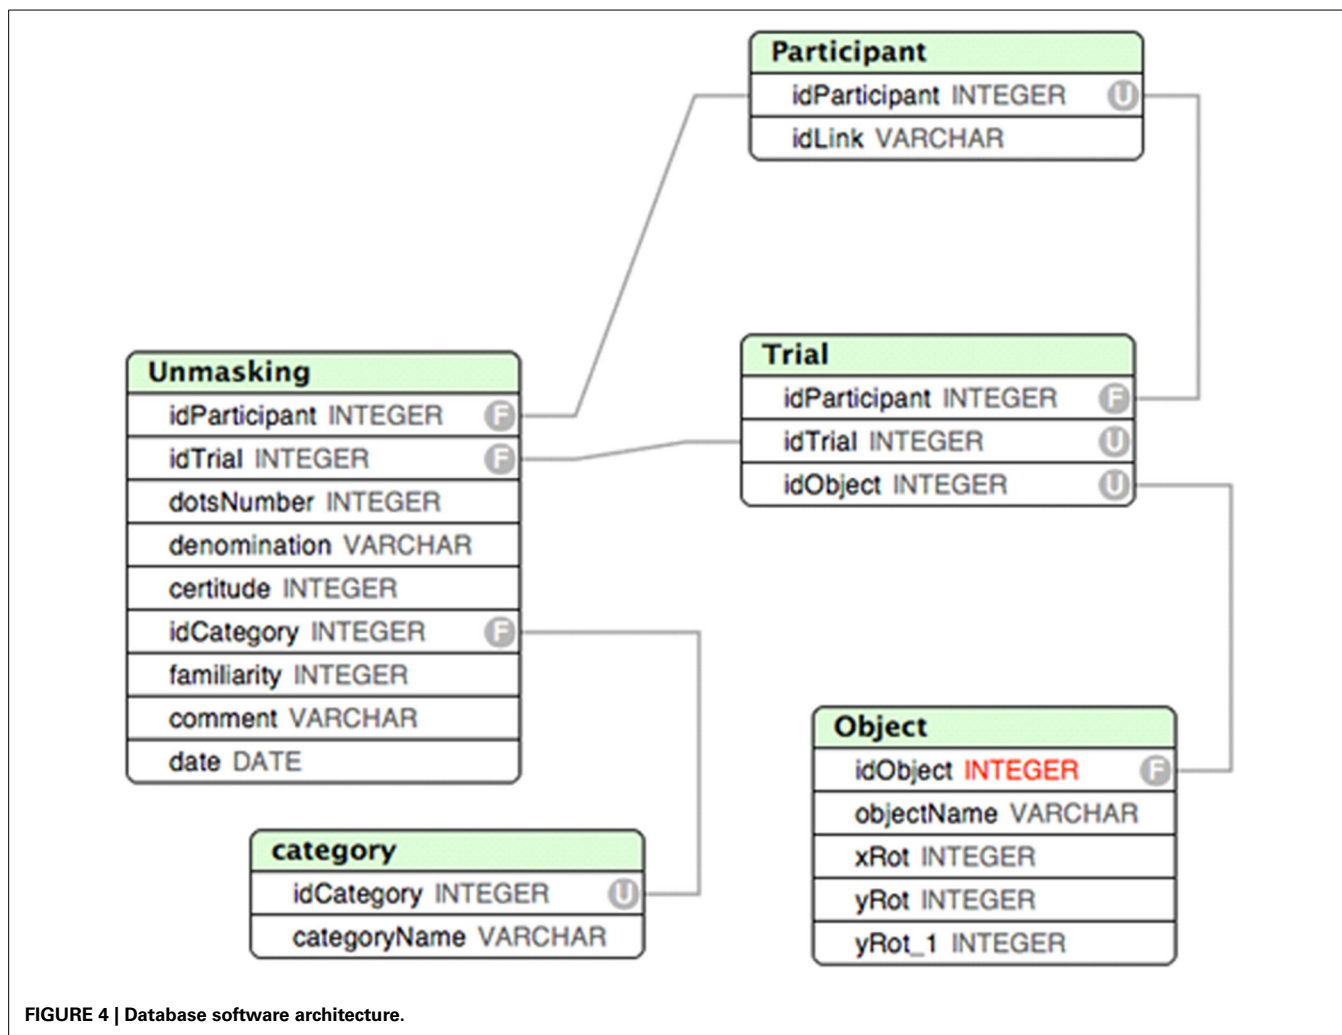 Participant
idParticipant INTEGER U
idLink VARCHAR
Unmasking
idParticipant INTEGER F
idTrial INTEGER F
dotsNumber INTEGER
denomination VARCHAR
certitude INTEGER
idCategory INTEGER F
familiarity INTEGER
comment VARCHAR
date DATE
Trial
idParticipant INTEGER F
idTrial INTEGER U
idObject INTEGER U
category
idCategory INTEGER U
categoryName VARCHAR
Object
idObject INTEGER F
objectName VARCHAR
xRot INTEGER
yRot INTEGER
yRot_1 INTEGER
FIGURE 4 | Database software architecture.